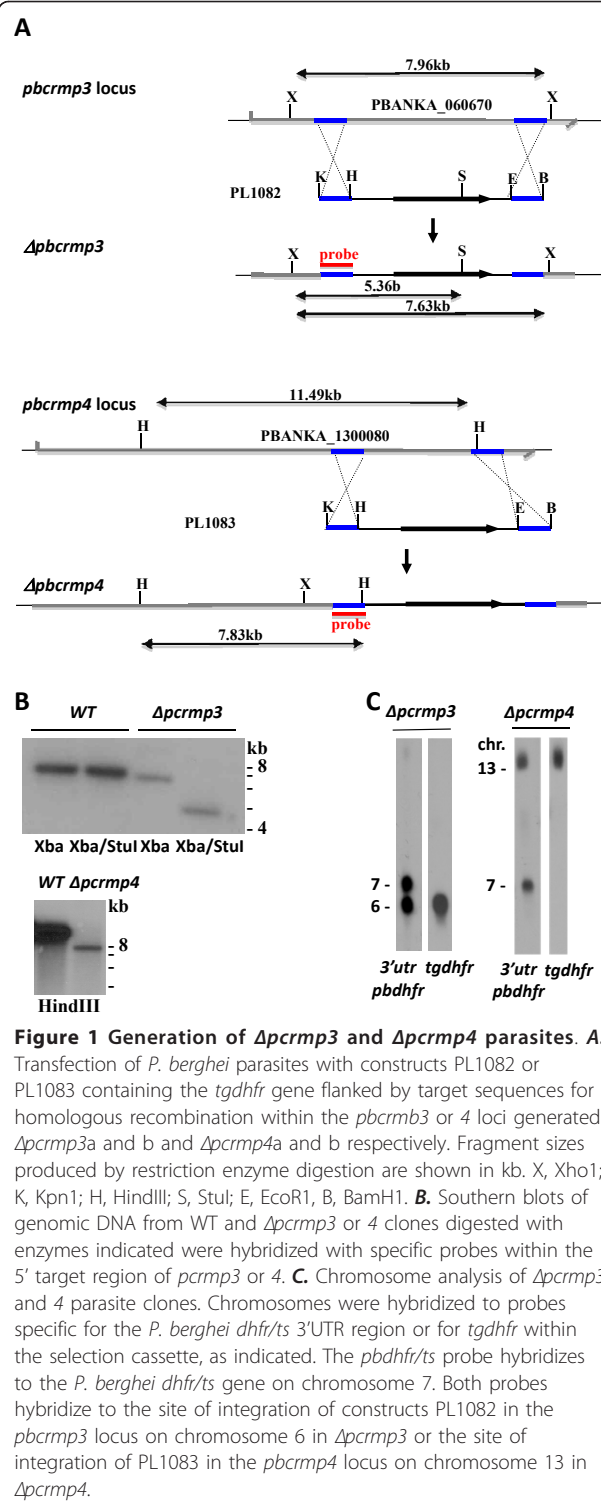 A
7.96kb
pbcrmp3 locus
X PBANKA_060670 X
K H S E B
PL1082
Δpbcrmp3
X probe S X
5.36b
7.63kb
pbcrmp4 locus
11.49kb
H PBANKA_1300080 H
K H E B
PL1083
Δpbcrmp4
H X H
probe
7.83kb
B
WT Δpcrmp3
kb
- 8
- 4
Xba Xba/StuI Xba Xba/StuI
WT Δpcrmp4
kb
- 8
HindIII
C
Δpcrmp3 Δpcrmp4
chr.
13 -
7 - 7 -
6 -
3'utr tgdhfr 3'utr tgdhfr
pbdhfr pbdhfr
Figure 1 Generation of Δpcrmp3 and Δpcrmp4 parasites. A.
Transfection of P. berghei parasites with constructs PL1082 or
PL1083 containing the tgdhfr gene flanked by target sequences for
homologous recombination within the pbcrmb3 or 4 loci generated
Δpcrmp3a and b and Δpcrmp4a and b respectively. Fragment sizes
produced by restriction enzyme digestion are shown in kb. X, Xho1;
K, Kpn1; H, HindIII; S, StuI; E, EcoR1, B, BamH1. B. Southern blots of
genomic DNA from WT and Δpcrmp3 or 4 clones digested with
enzymes indicated were hybridized with specific probes within the
5' target region of pcrmp3 or 4. C. Chromosome analysis of Δpcrmp3
and 4 parasite clones. Chromosomes were hybridized to probes
specific for the P. berghei dhfr/ts 3'UTR region or for tgdhfr within
the selection cassette, as indicated. The pbdhfr/ts probe hybridizes
to the P. berghei dhfr/ts gene on chromosome 7. Both probes
hybridize to the site of integration of constructs PL1082 in the
pbcrmp3 locus on chromosome 6 in Δpcrmp3 or the site of
integration of PL1083 in the pbcrmp4 locus on chromosome 13 in
Δpcrmp4.